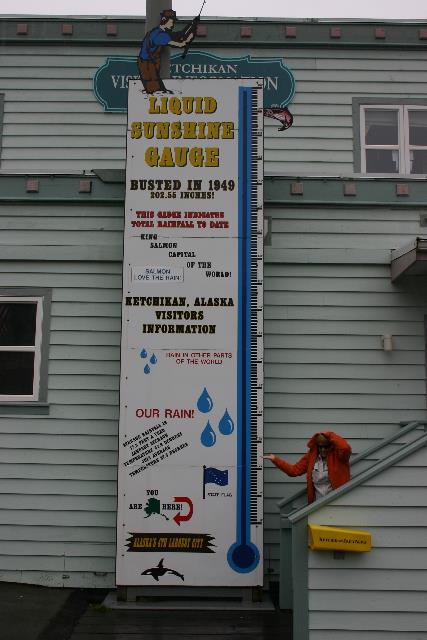 KETCHIKAN
INFORMATION
LIQUID
SUNSHINE
GAUGE
BUSTED IN 1949
202.55 INCHES!
THIS GAUGE INDICATES
TOTAL RAINFALL TO DATE
KING
SALMON
CAPITAL
OF THE
WORLD!
SALMON
LOVE THE RAIN!
KETCHIKAN, ALASKA
VISITORS
INFORMATION
RAIN IN OTHER PARTS
OF THE WORLD
OUR RAIN!
STATE FLAG
YOU
ARE HERE!
ALASKA'S 4TH LARGEST CITY